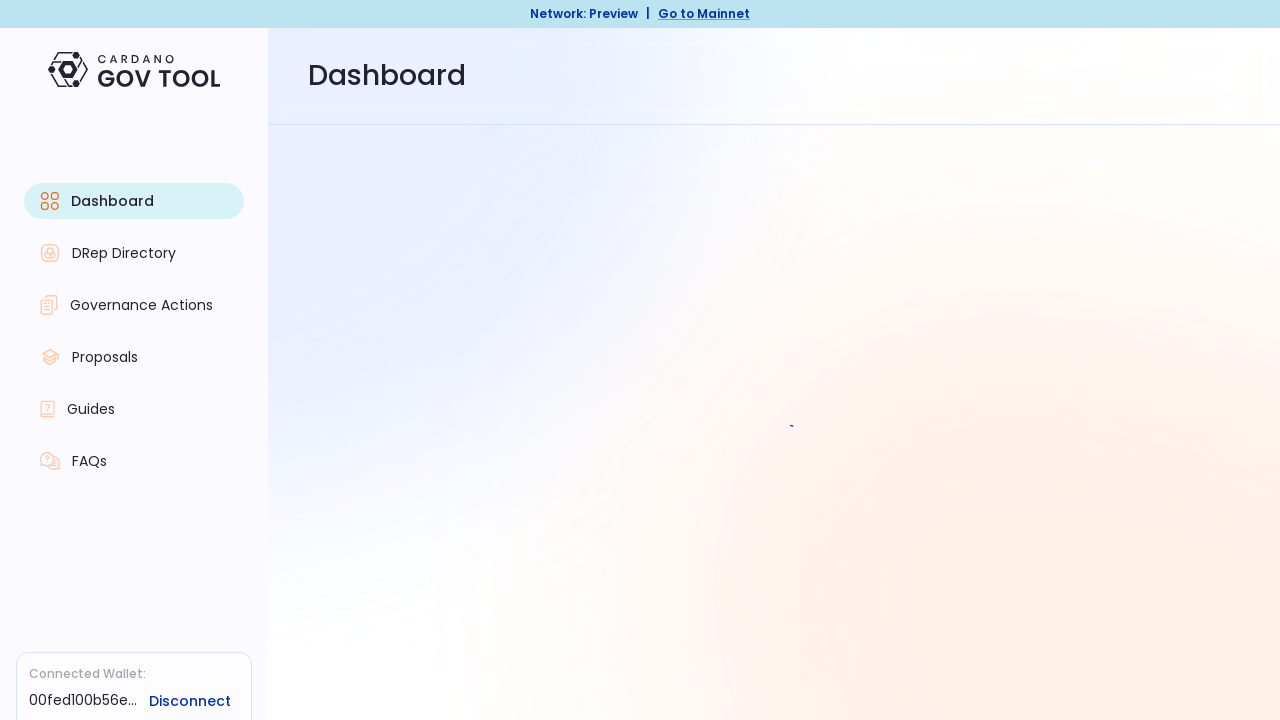 Network: Preview | Go to Mainnet
CARDANO
GOV TOOL
Dashboard
Dashboard
DRep Directory
Governance Actions
Proposals
Guides
FAQs
Connected Wallet:
00fed100b56e... Disconnect